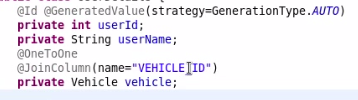 @Id @GeneratedValue(strategy=GenerationType.AUTO)
private int userId;
private String userName;
@OneToOne
@JoinColumn(name="VEHICLE_ID")
private Vehicle vehicle;